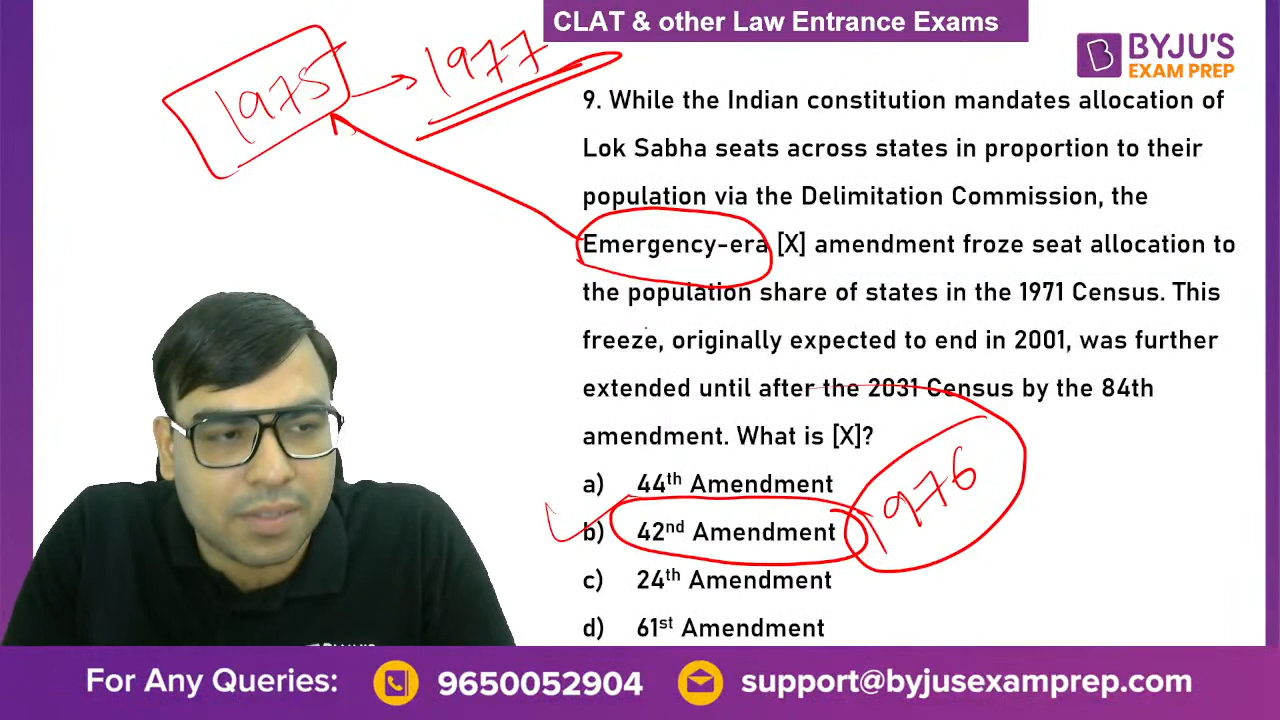 CLAT & other Law Entrance Exams
BYJU'S
EXAM PREP
1975 → 1977
9. While the Indian constitution mandates allocation of
Lok Sabha seats across states in proportion to their
population via the Delimitation Commission, the
Emergency-era [X] amendment froze seat allocation to
the population share of states in the 1971 Census. This
freeze, originally expected to end in 2001, was further
extended until after the 2031 Census by the 84th
amendment. What is [X]?
a) 44th Amendment
b) 42nd Amendment
1976
c) 24th Amendment
d) 61st Amendment
For Any Queries: 9650052904 support@byjusexamprep.com